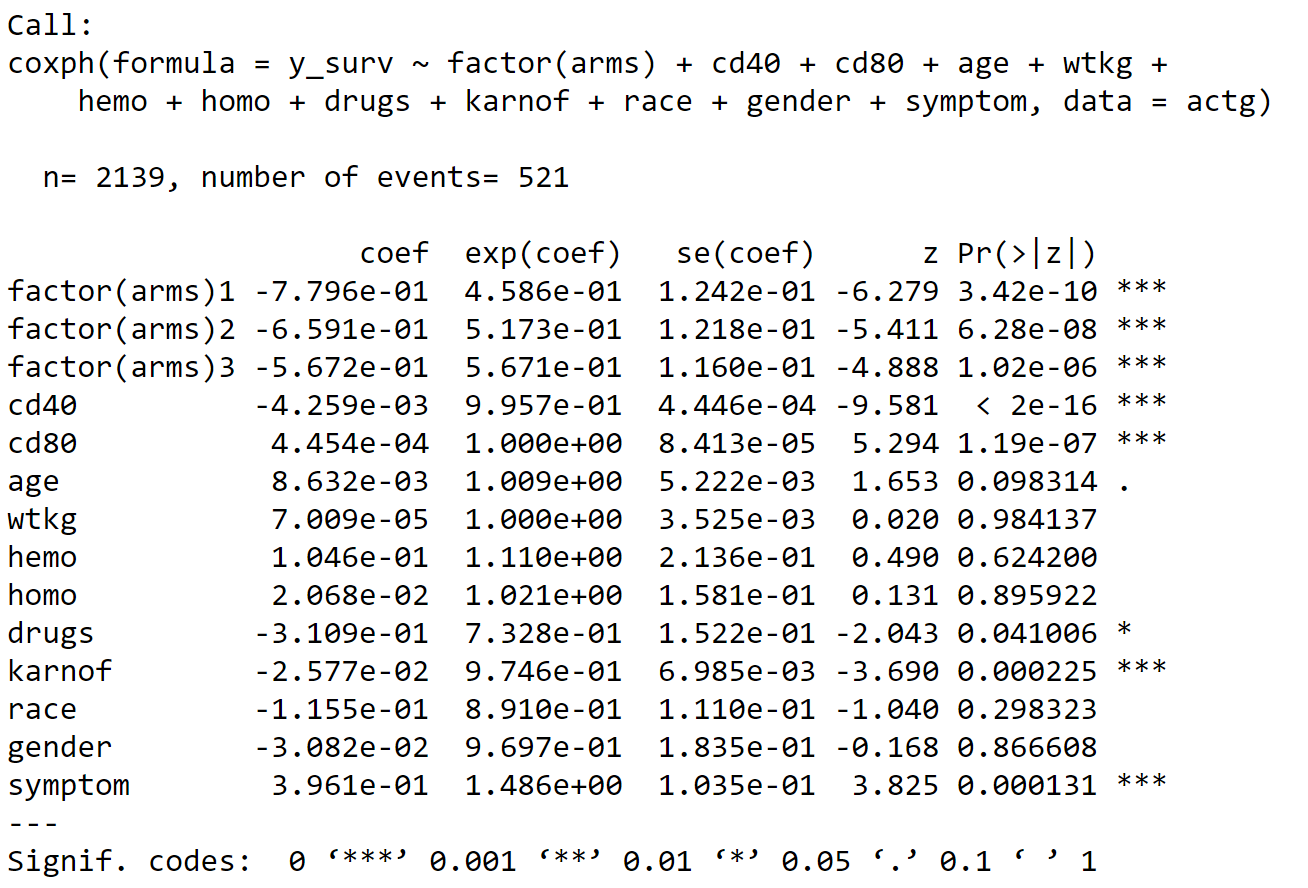 Call:
coxph(formula = y_surv ~ factor(arms) + cd40 + cd80 + age + wtkg +
    hemo + homo + drugs + karnof + race + gender + symptom, data = actg)

  n= 2139, number of events= 521

                    coef  exp(coef)   se(coef)      z Pr(>|z|)
factor(arms)1 -7.796e-01  4.586e-01  1.242e-01 -6.279 3.42e-10 ***
factor(arms)2 -6.591e-01  5.173e-01  1.218e-01 -5.411 6.28e-08 ***
factor(arms)3 -5.672e-01  5.671e-01  1.160e-01 -4.888 1.02e-06 ***
cd40          -4.259e-03  9.957e-01  4.446e-04 -9.581  < 2e-16 ***
cd80           4.454e-04  1.000e+00  8.413e-05  5.294 1.19e-07 ***
age            8.632e-03  1.009e+00  5.222e-03  1.653 0.098314 .
wtkg           7.009e-05  1.000e+00  3.525e-03  0.020 0.984137
hemo           1.046e-01  1.110e+00  2.136e-01  0.490 0.624200
homo           2.068e-02  1.021e+00  1.581e-01  0.131 0.895922
drugs         -3.109e-01  7.328e-01  1.522e-01 -2.043 0.041006 *
karnof        -2.577e-02  9.746e-01  6.985e-03 -3.690 0.000225 ***
race          -1.155e-01  8.910e-01  1.110e-01 -1.040 0.298323
gender        -3.082e-02  9.697e-01  1.835e-01 -0.168 0.866608
symptom        3.961e-01  1.486e+00  1.035e-01  3.825 0.000131 ***
---
Signif. codes:  0 ‘***’ 0.001 ‘**’ 0.01 ‘*’ 0.05 ‘.’ 0.1 ‘ ’ 1